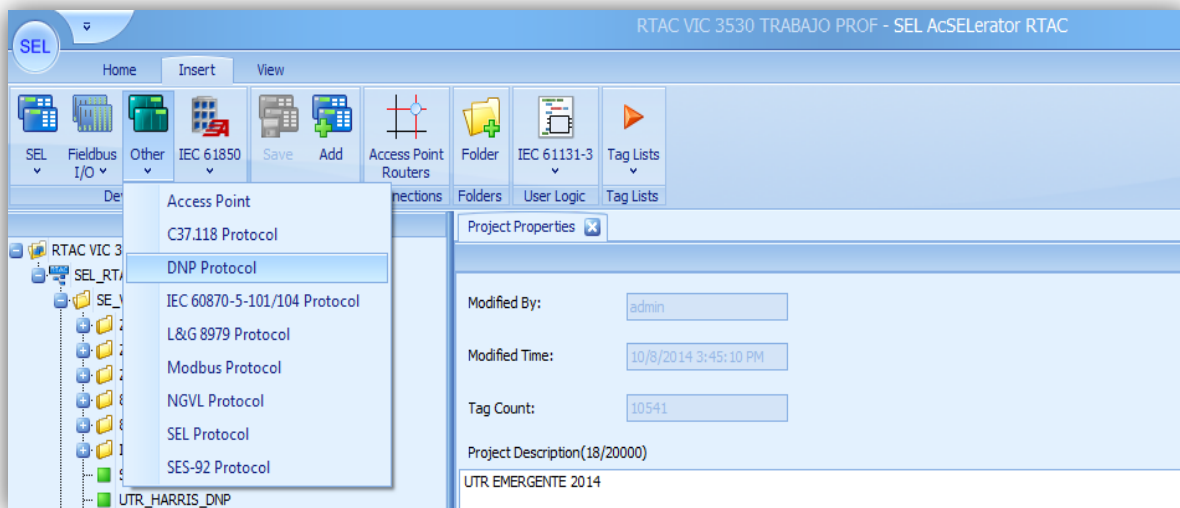 RTAC VIC 3530 TRABAJO PROF - SEL AcSELerator RTAC
SEL
Home Insert View
SEL Fieldbus I/O Other IEC 61850 Save Add Access Point Routers Folder IEC 61131-3 Tag Lists
Folders User Logic Tag Lists
Access Point
C37.118 Protocol
DNP Protocol
IEC 60870-5-101/104 Protocol
L&G 8979 Protocol
Modbus Protocol
NGVL Protocol
SEL Protocol
SES-92 Protocol
RTAC VIC 3
SEL_RT
SE_
UTR_HARRIS_DNP
Project Properties
Modified By: admin
Modified Time: 10/8/2014 3:45:10 PM
Tag Count: 10541
Project Description(18/20000)
UTR EMERGENTE 2014